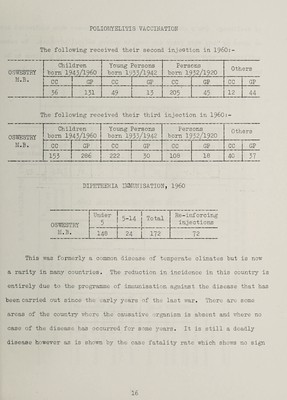 POLIOMYELITIS VACCINATION
The following received their second injection in 1960:-
OSWESTRY M.B. Children born 1943/1960 Young Persons born 1933/1942 Persons born 1932/1920 Others
CC GP CC GP CC GP CC GP
36 131 49 13 205 45 12 44
The following received their third injection in 1960:-
OSWESTRY M.B. Children born 1943/1960 Young Persons born 1933/1942 Persons born 1932/1920 Others
CC GP CC GP CC GP CC GP
153 286 222 30 108 18 40 37
DIPHTHERIA IMMUNISATION, 1960
OSWESTRY M.B. Under 5 5-14 Total Re-inforcing injections
148 24 172 72
This was formerly a common disease of temperate climates but is now
a rarity in many countries. The reduction in incidence in this country is
entirely due to the programme of immunisation against the disease that has
been carried out since the early years of the last war. There are some
areas of the country where the causative organism is absent and where no
case of the disease has occurred for some years. It is still a deadly
disease however as is shown by the case fatality rate which shows no sign
16